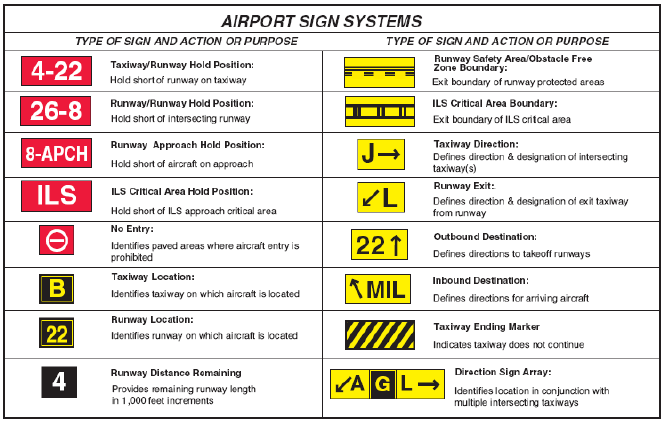 AIRPORT SIGN SYSTEMS
TYPE OF SIGN AND ACTION OR PURPOSE
4-22
Taxiway/Runway Hold Position:
Hold short of runway on taxiway
26-8
Runway/Runway Hold Position:
Hold short of intersecting runway
8-APCH
Runway Approach Hold Position:
Hold short of aircraft on approach
ILS
ILS Critical Area Hold Position:
Hold short of ILS approach critical area
No Entry:
Identifies paved areas where aircraft entry is
prohibited
B
Taxiway Location:
Identifies taxiway on which aircraft is located
22
Runway Location:
Identifies runway on which aircraft is located
4
Runway Distance Remaining
Provides remaining runway length
in 1,000 feet increments
TYPE OF SIGN AND ACTION OR PURPOSE
Runway Safety Area/Obstacle Free
Zone Boundary:
Exit boundary of runway protected areas
ILS Critical Area Boundary:
Exit boundary of ILS critical area
J→
Taxiway Direction:
Defines direction & designation of intersecting
taxiway(s)
↙L
Runway Exit:
Defines direction & designation of exit taxiway
from runway
22↑
Outbound Destination:
Defines directions to takeoff runways
↖MIL
Inbound Destination:
Defines directions for arriving aircraft
Taxiway Ending Marker
Indicates taxiway does not continue
↙A G L→
Direction Sign Array:
Identifies location in conjunction with
multiple intersecting taxiways